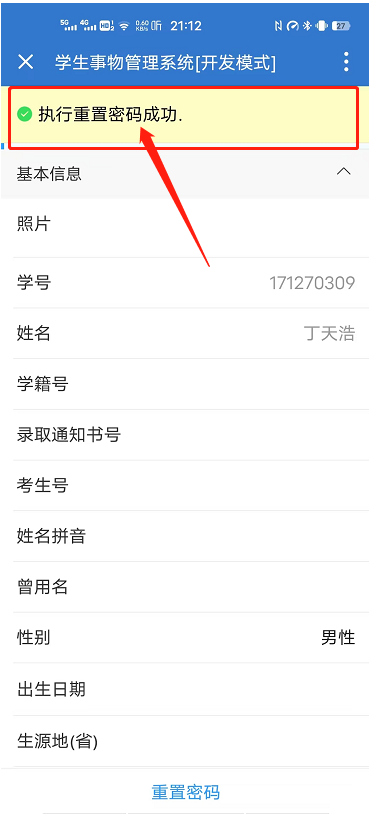 5G 4G HD 1 2 0.60 KB/s 21:12 27
学生事物管理系统[开发模式]
执行重置密码成功.
基本信息
照片
学号 171270309
姓名 丁天浩
学籍号
录取通知书号
考生号
姓名拼音
曾用名
性别 男性
出生日期
生源地(省)
重置密码